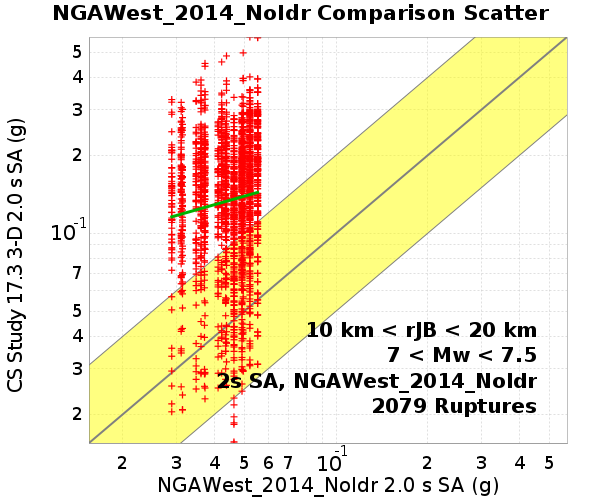 NGAWest_2014_NoIdr Comparison Scatter
CS Study 17.3 3-D 2.0 s SA (g)
5
4
3
2
10^-1
7
5
4
3
2
10 km < rJB < 20 km
7 < Mw < 7.5
2s SA, NGAWest_2014_NoIdr
2079 Ruptures
2 3 4 5 6 7 10^-1 2 3 4 5
NGAWest_2014_NoIdr 2.0 s SA (g)